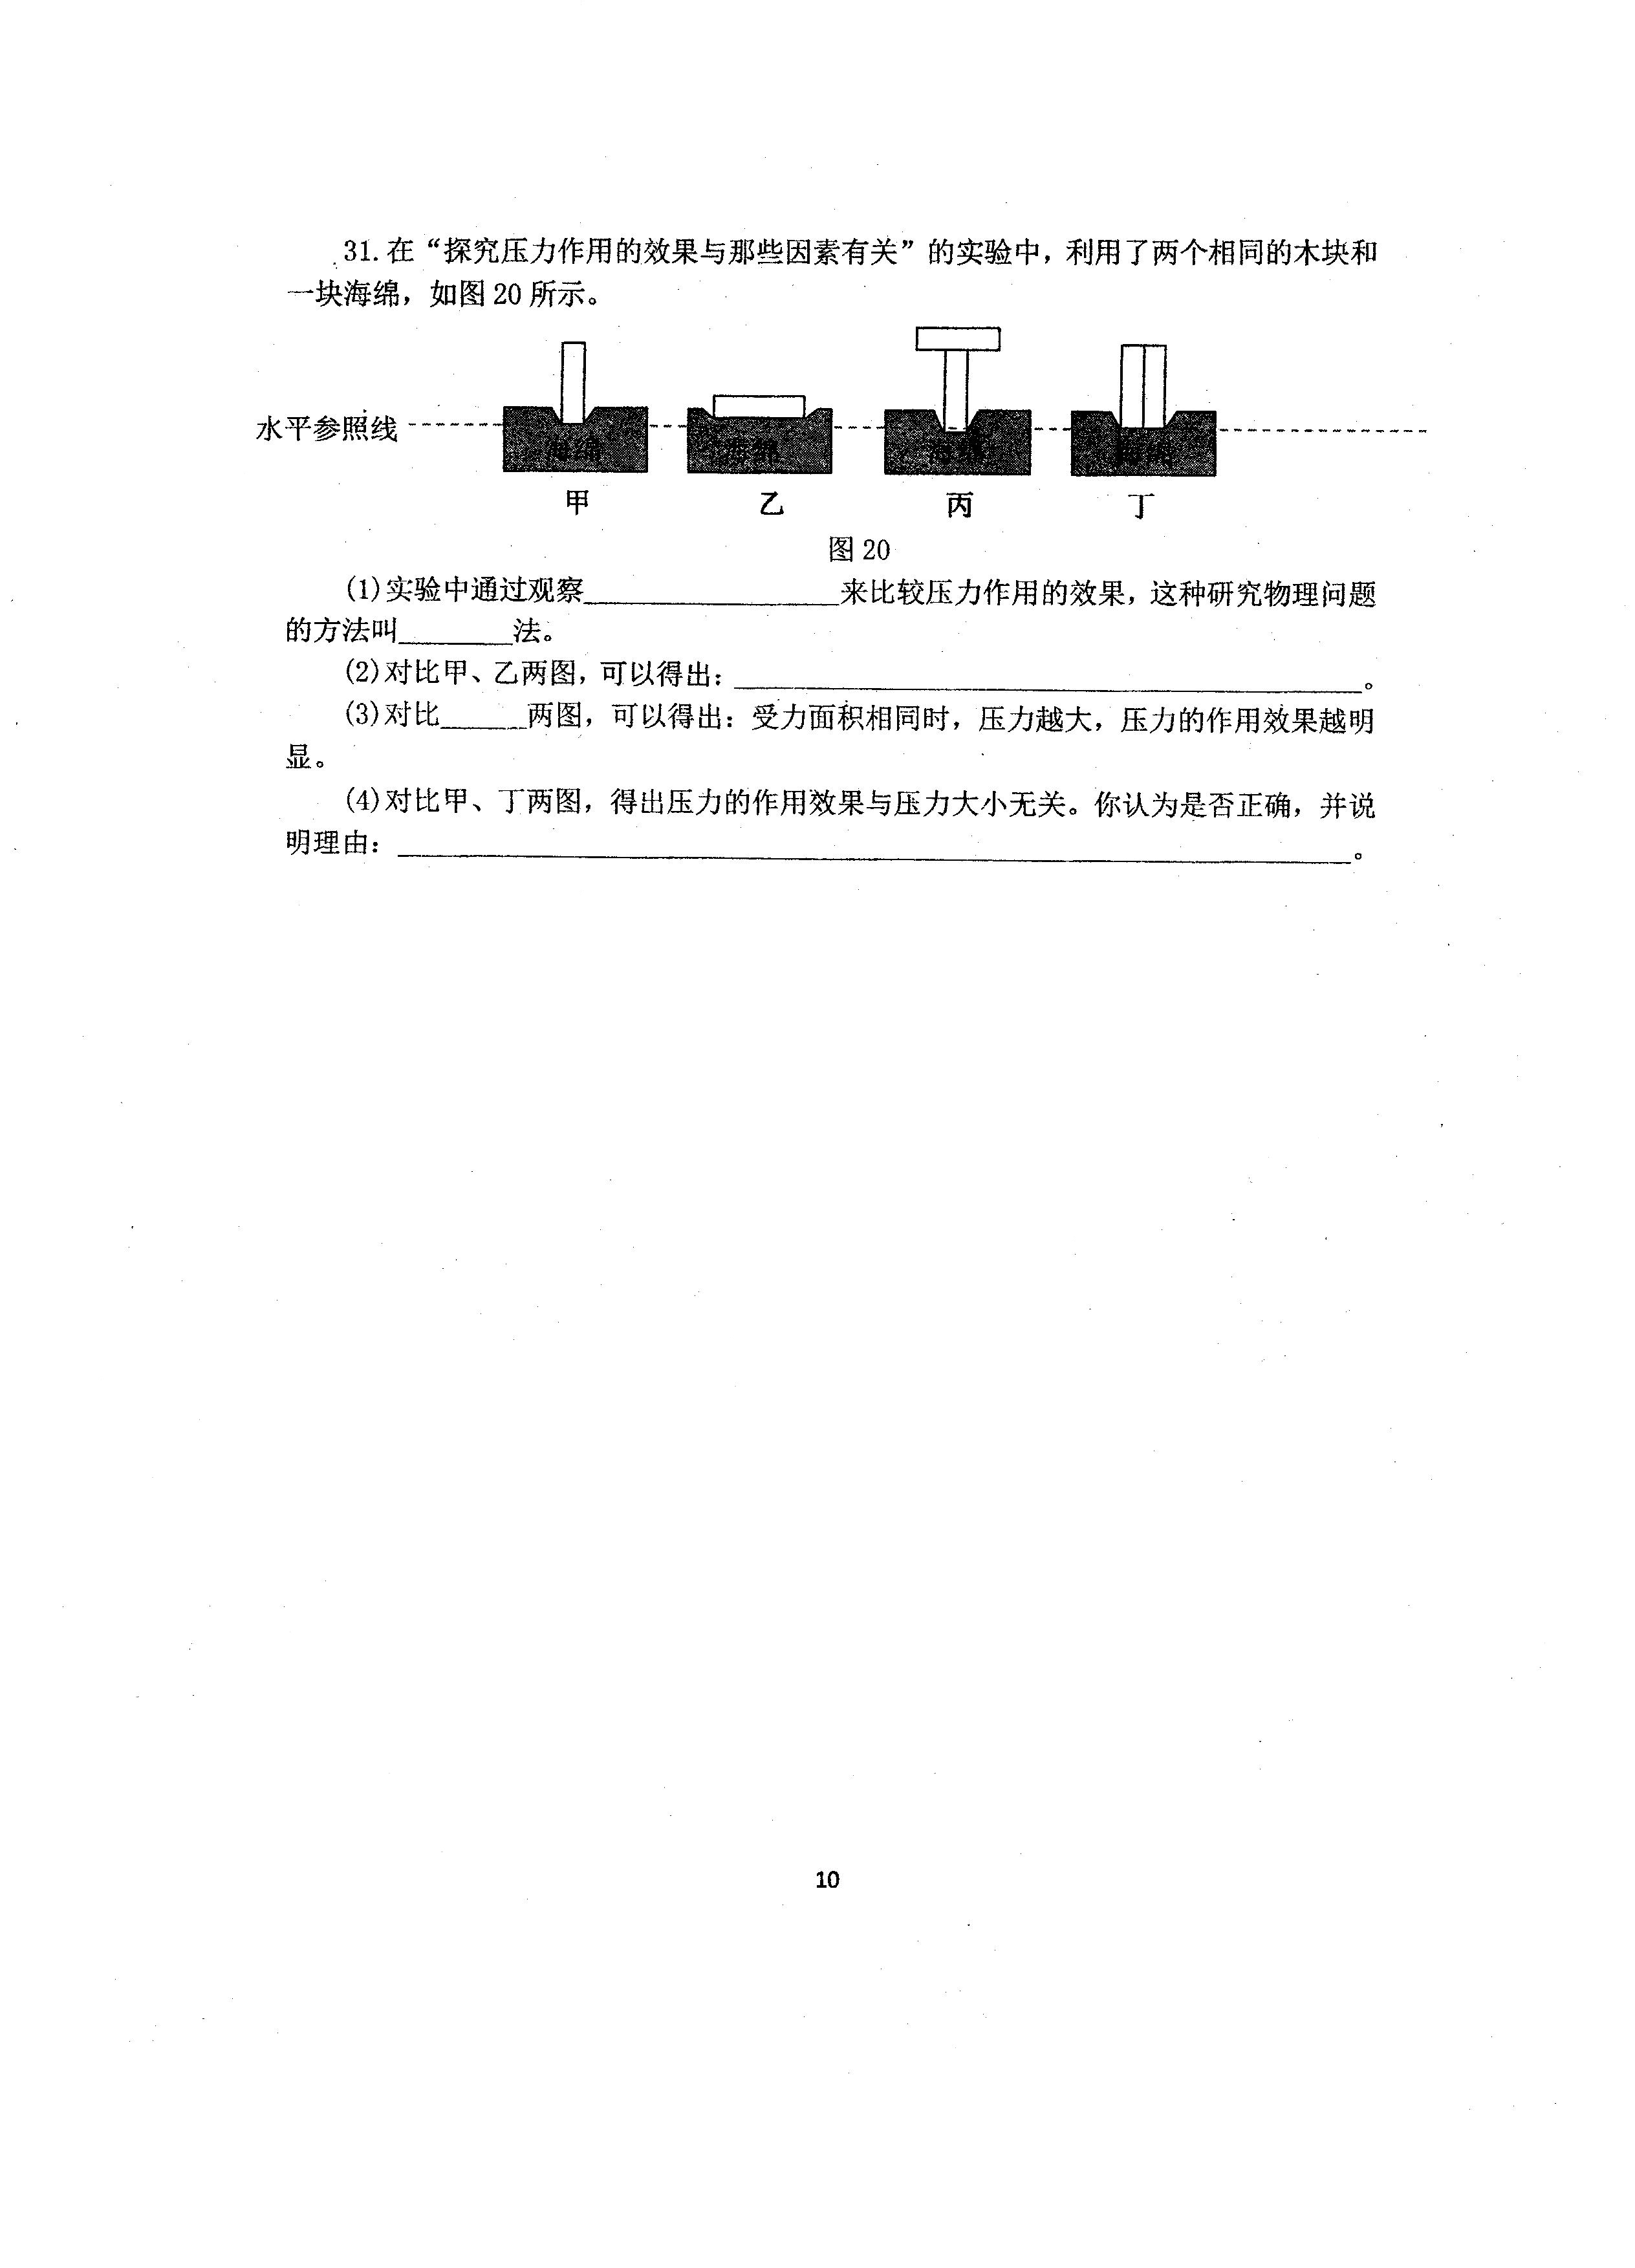 31.在“探究压力作用的效果与那些因素有关”的实验中，利用了两个相同的木块和
一块海绵，如图20所示。
水平参照线
海绵 海绵 海绵 海绵
甲 乙 丙 丁
图20
(1)实验中通过观察__________________来比较压力作用的效果，这种研究物理问题
的方法叫________法。
(2)对比甲、乙两图，可以得出：____________________________________________。
(3)对比______两图，可以得出：受力面积相同时，压力越大，压力的作用效果越明
显。
(4)对比甲、丁两图，得出压力的作用效果与压力大小无关。你认为是否正确，并说
明理由：____________________________________________________________________。
10